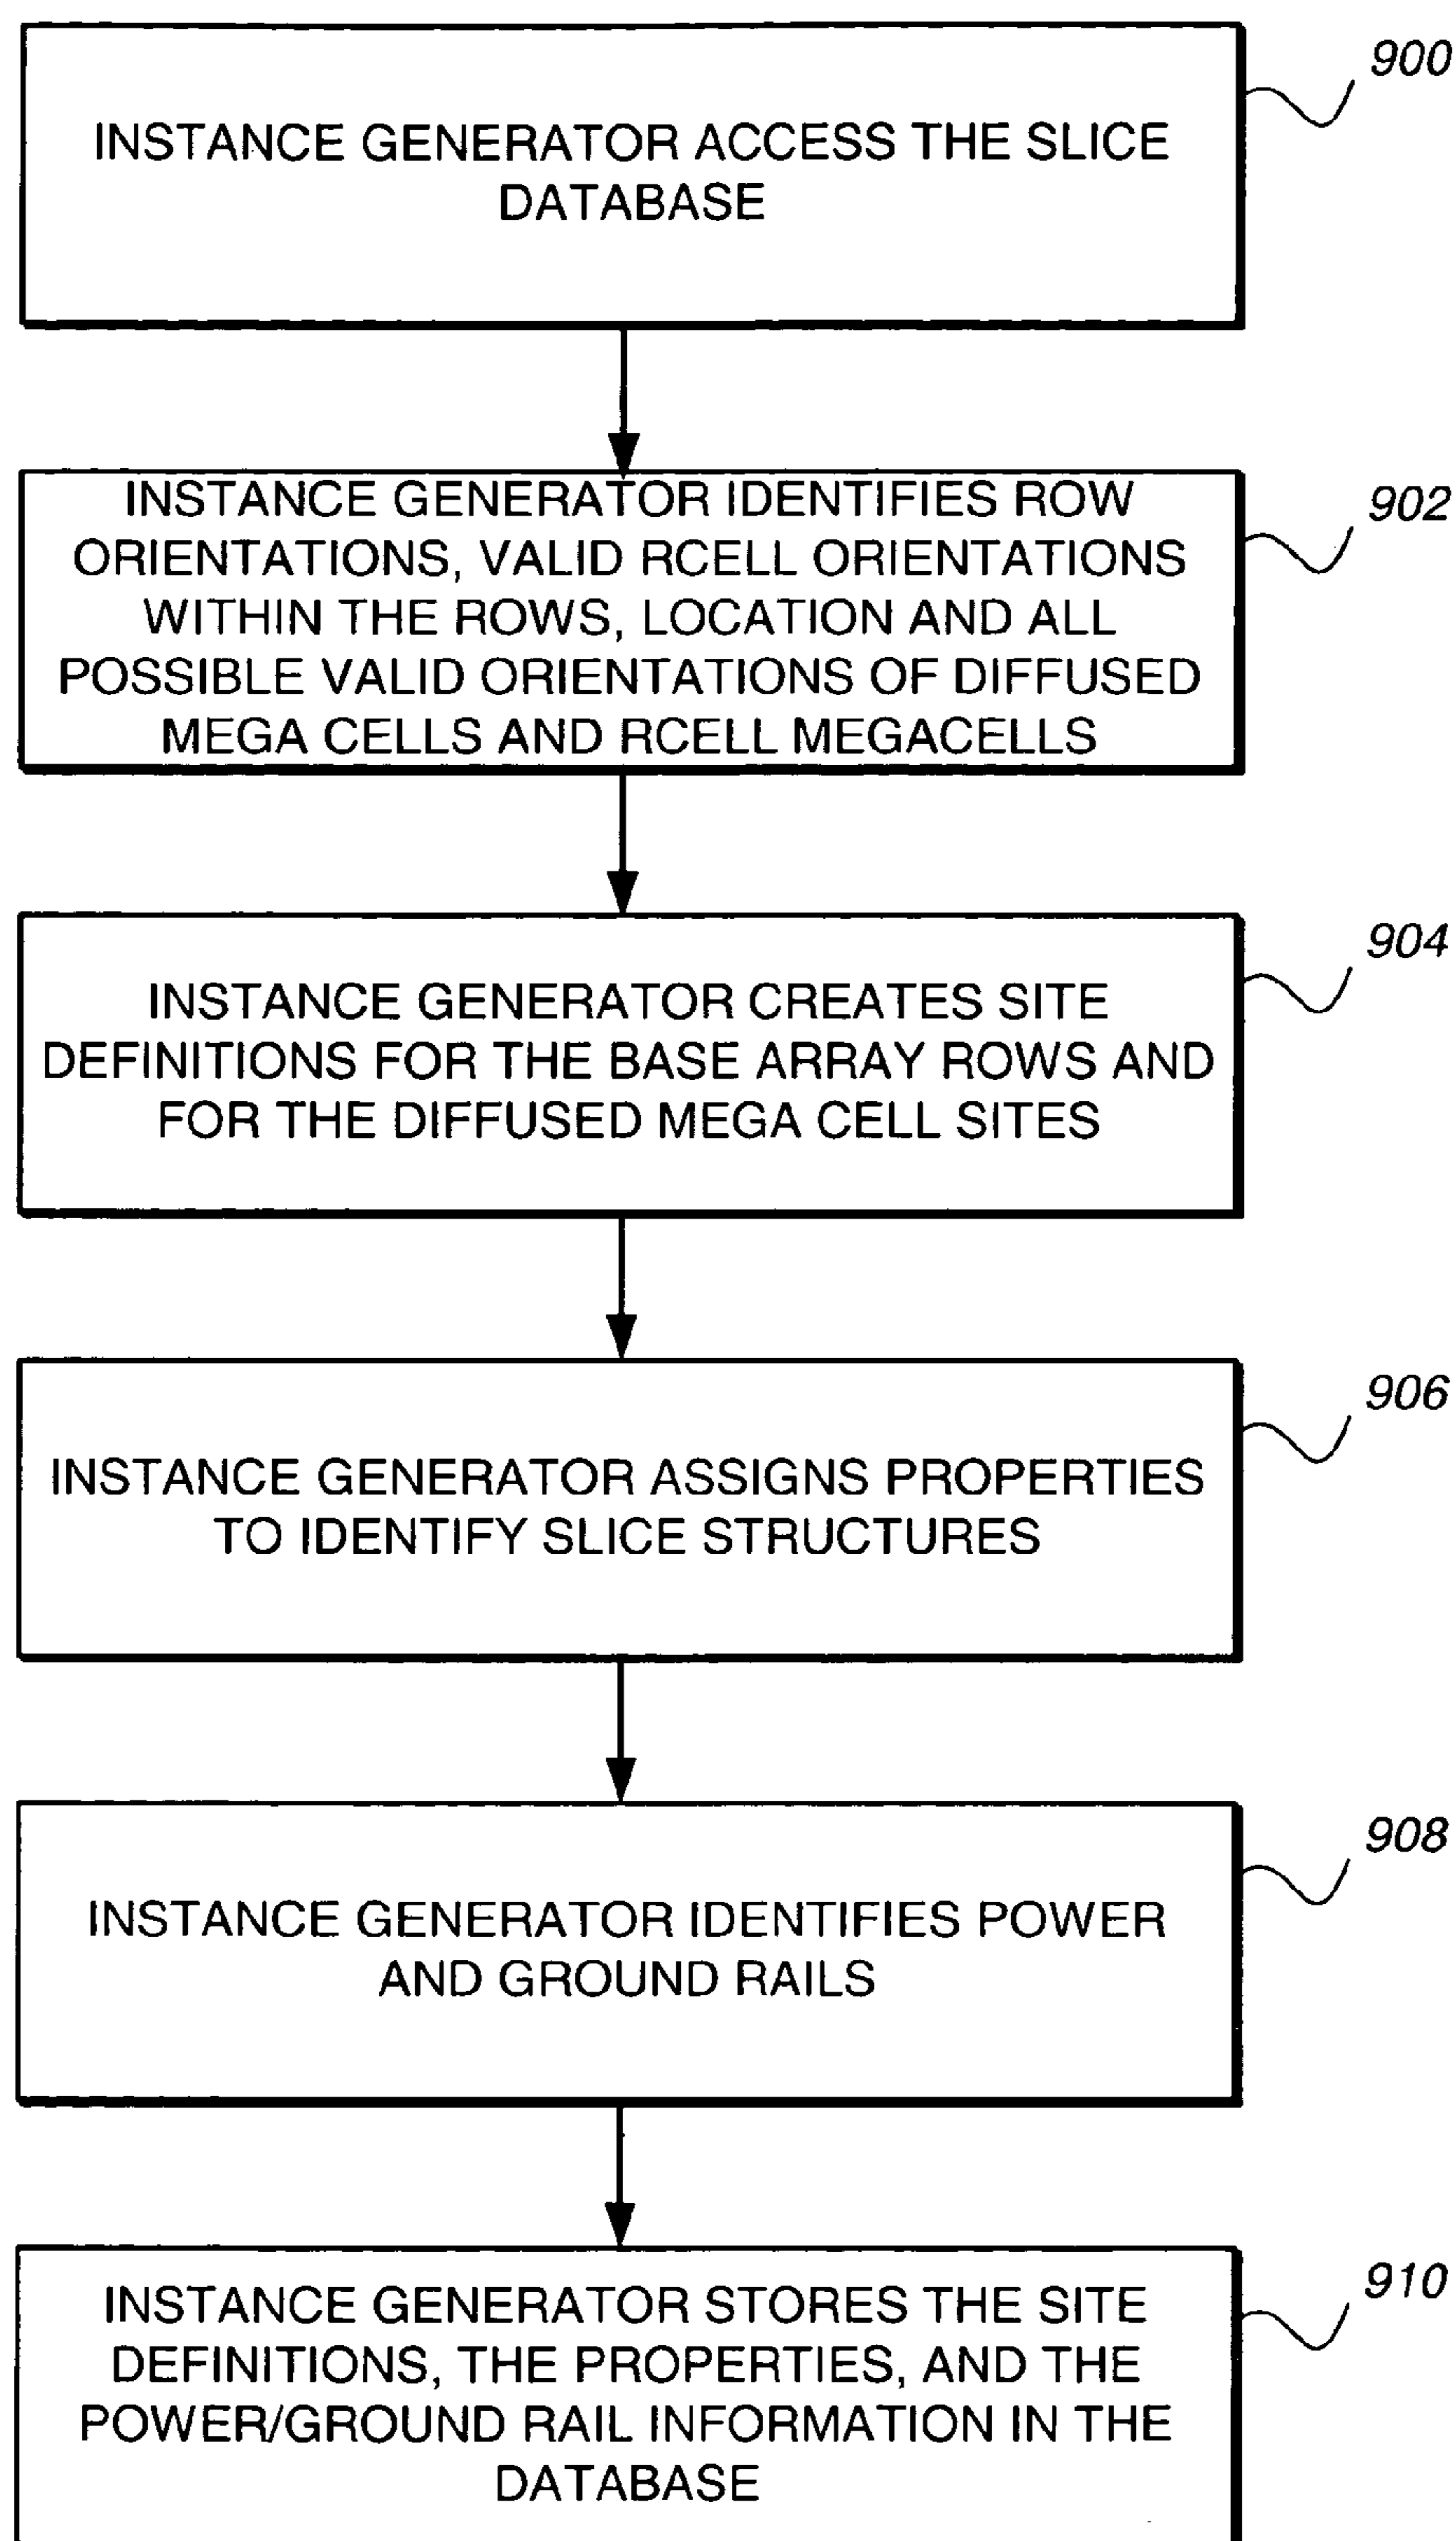 900
INSTANCE GENERATOR ACCESS THE SLICE
DATABASE
902
INSTANCE GENERATOR IDENTIFIES ROW
ORIENTATIONS, VALID RCELL ORIENTATIONS
WITHIN THE ROWS, LOCATION AND ALL
POSSIBLE VALID ORIENTATIONS OF DIFFUSED
MEGA CELLS AND RCELL MEGACELLS
904
INSTANCE GENERATOR CREATES SITE
DEFINITIONS FOR THE BASE ARRAY ROWS AND
FOR THE DIFFUSED MEGA CELL SITES
906
INSTANCE GENERATOR ASSIGNS PROPERTIES
TO IDENTIFY SLICE STRUCTURES
908
INSTANCE GENERATOR IDENTIFIES POWER
AND GROUND RAILS
910
INSTANCE GENERATOR STORES THE SITE
DEFINITIONS, THE PROPERTIES, AND THE
POWER/GROUND RAIL INFORMATION IN THE
DATABASE